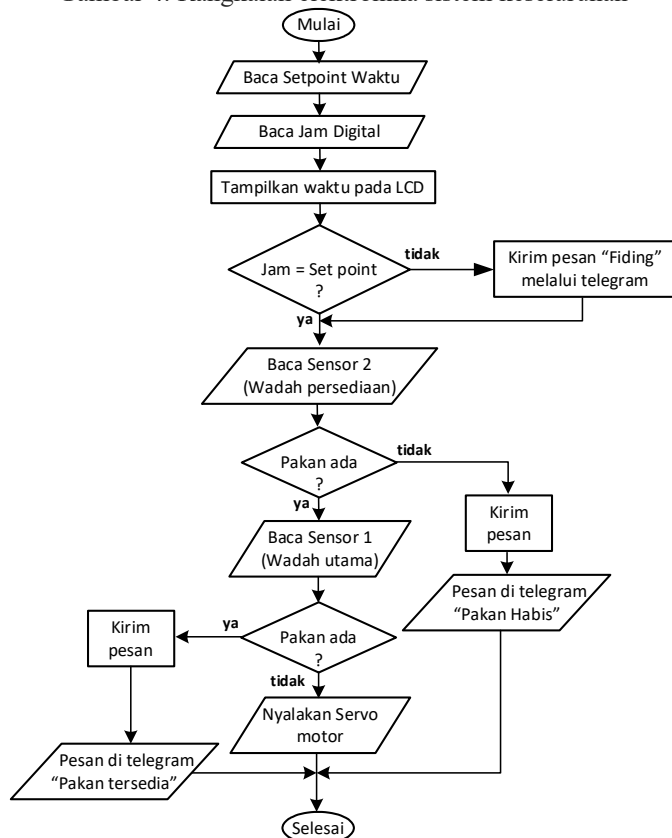 Mulai
Baca Setpoint Waktu
Baca Jam Digital
Tampilkan waktu pada LCD
Jam = Set point
?
tidak
Kirim pesan “Fiding”
melalui telegram
ya
Baca Sensor 2
(Wadah persediaan)
Pakan ada
?
tidak
ya
Kirim
pesan
Pesan di telegram
“Pakan Habis”
Baca Sensor 1
(Wadah utama)
Pakan ada
?
ya
Kirim
pesan
Pesan di telegram
“Pakan tersedia”
tidak
Nyalakan Servo
motor
Selesai